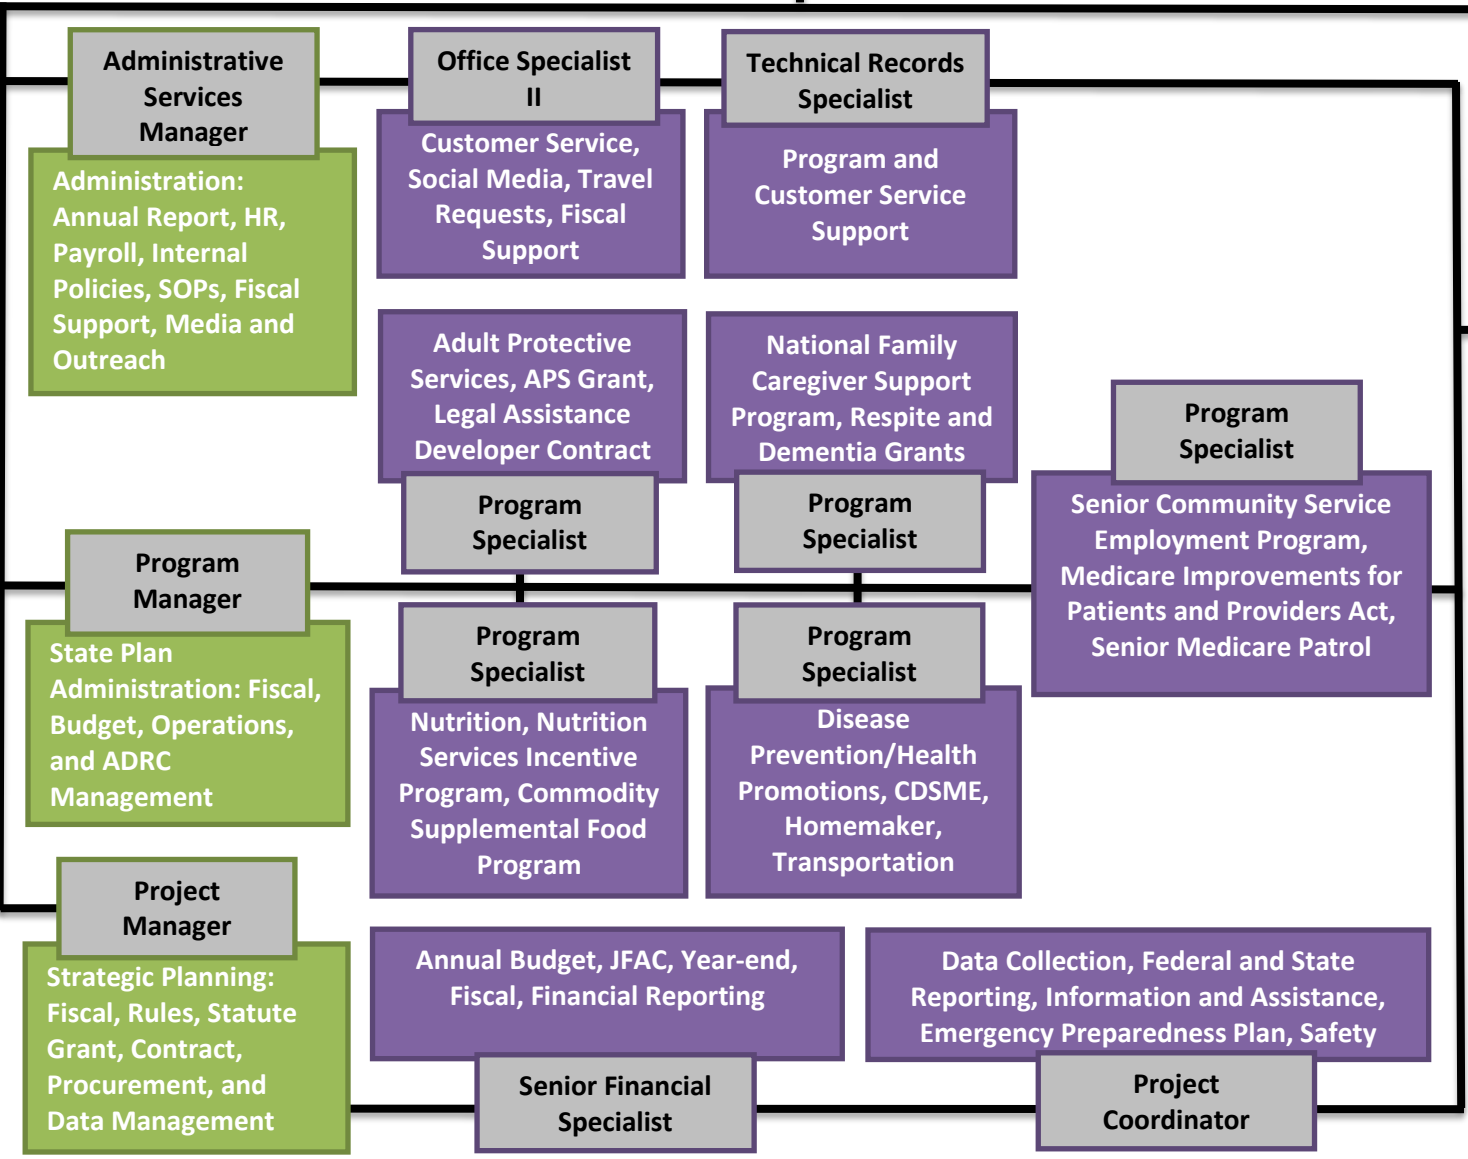 Administrative
Services
Manager
Administration:
Annual Report, HR,
Payroll, Internal
Policies, SOPs, Fiscal
Support, Media and
Outreach
Office Specialist
II
Customer Service,
Social Media, Travel
Requests, Fiscal
Support
Technical Records
Specialist
Program and
Customer Service
Support
Adult Protective
Services, APS Grant,
Legal Assistance
Developer Contract
Program
Specialist
National Family
Caregiver Support
Program, Respite and
Dementia Grants
Program
Specialist
Program
Specialist
Senior Community Service
Employment Program,
Medicare Improvements for
Patients and Providers Act,
Senior Medicare Patrol
Program
Manager
State Plan
Administration: Fiscal,
Budget, Operations,
and ADRC
Management
Program
Specialist
Nutrition, Nutrition
Services Incentive
Program, Commodity
Supplemental Food
Program
Program
Specialist
Disease
Prevention/Health
Promotions, CDSME,
Homemaker,
Transportation
Project
Manager
Strategic Planning:
Fiscal, Rules, Statute
Grant, Contract,
Procurement, and
Data Management
Annual Budget, JFAC, Year-end,
Fiscal, Financial Reporting
Senior Financial
Specialist
Data Collection, Federal and State
Reporting, Information and Assistance,
Emergency Preparedness Plan, Safety
Project
Coordinator